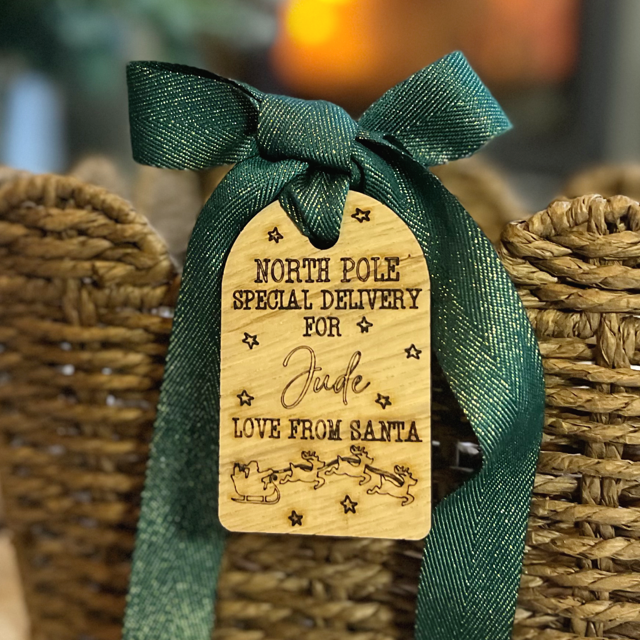 NORTH POLE
SPECIAL DELIVERY
FOR
Jude
LOVE FROM SANTA